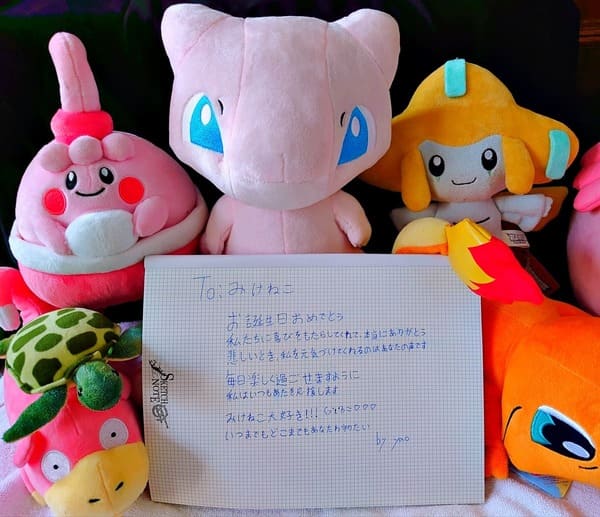 To: みけねこ
お誕生日おめでとう
私たちに喜びをもたらしてくれて、本当にありがとう
悲しいとき、私を元気づけてくれるのはあなたの声です
毎日楽しく過ごせますように
私はいつもあなたを応援します
みけねこ大好き!!!
いつまでもどこまでもあなた
by yao
SKETCH NOTE